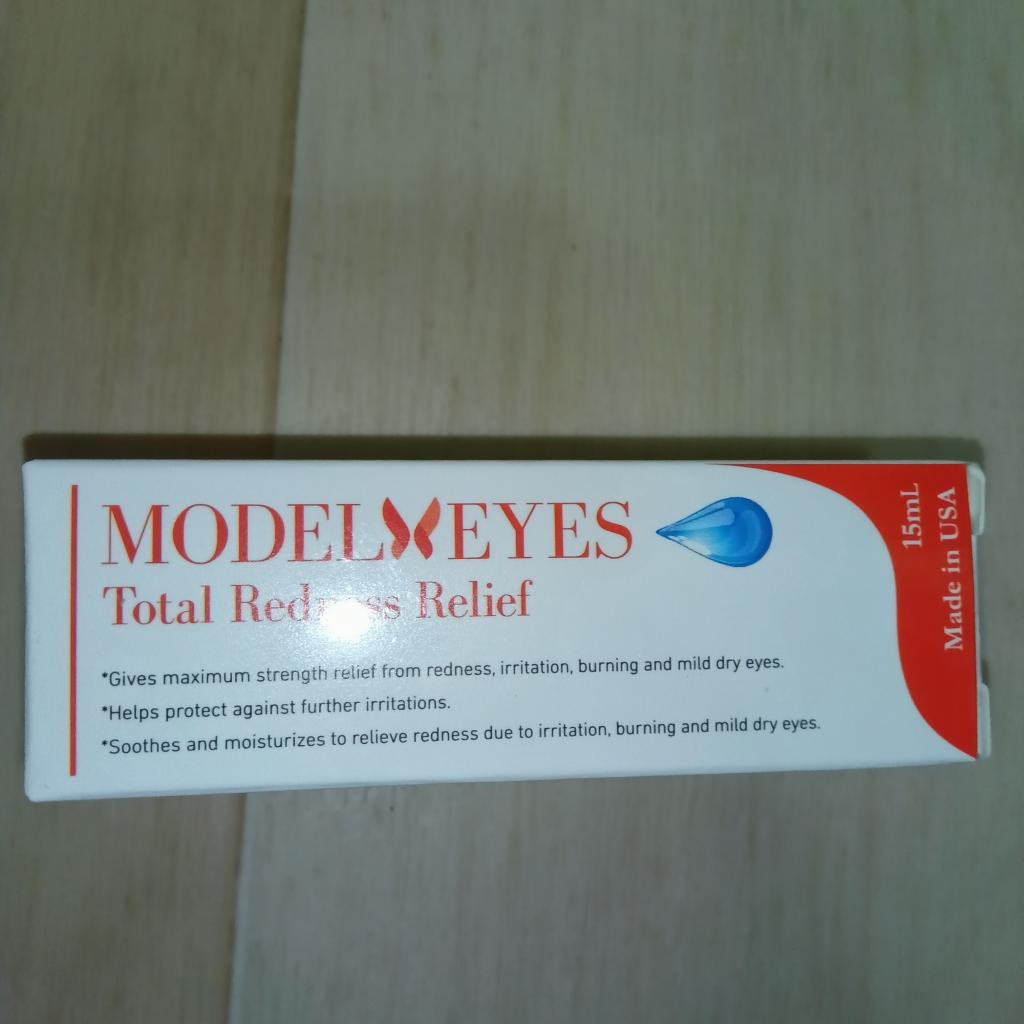 MODEL EYES
Total Redness Relief
*Gives maximum strength relief from redness, irritation, burning and mild dry eyes.
*Helps protect against further irritations.
*Soothes and moisturizes to relieve redness due to irritation, burning and mild dry eyes.
15mL
Made in USA